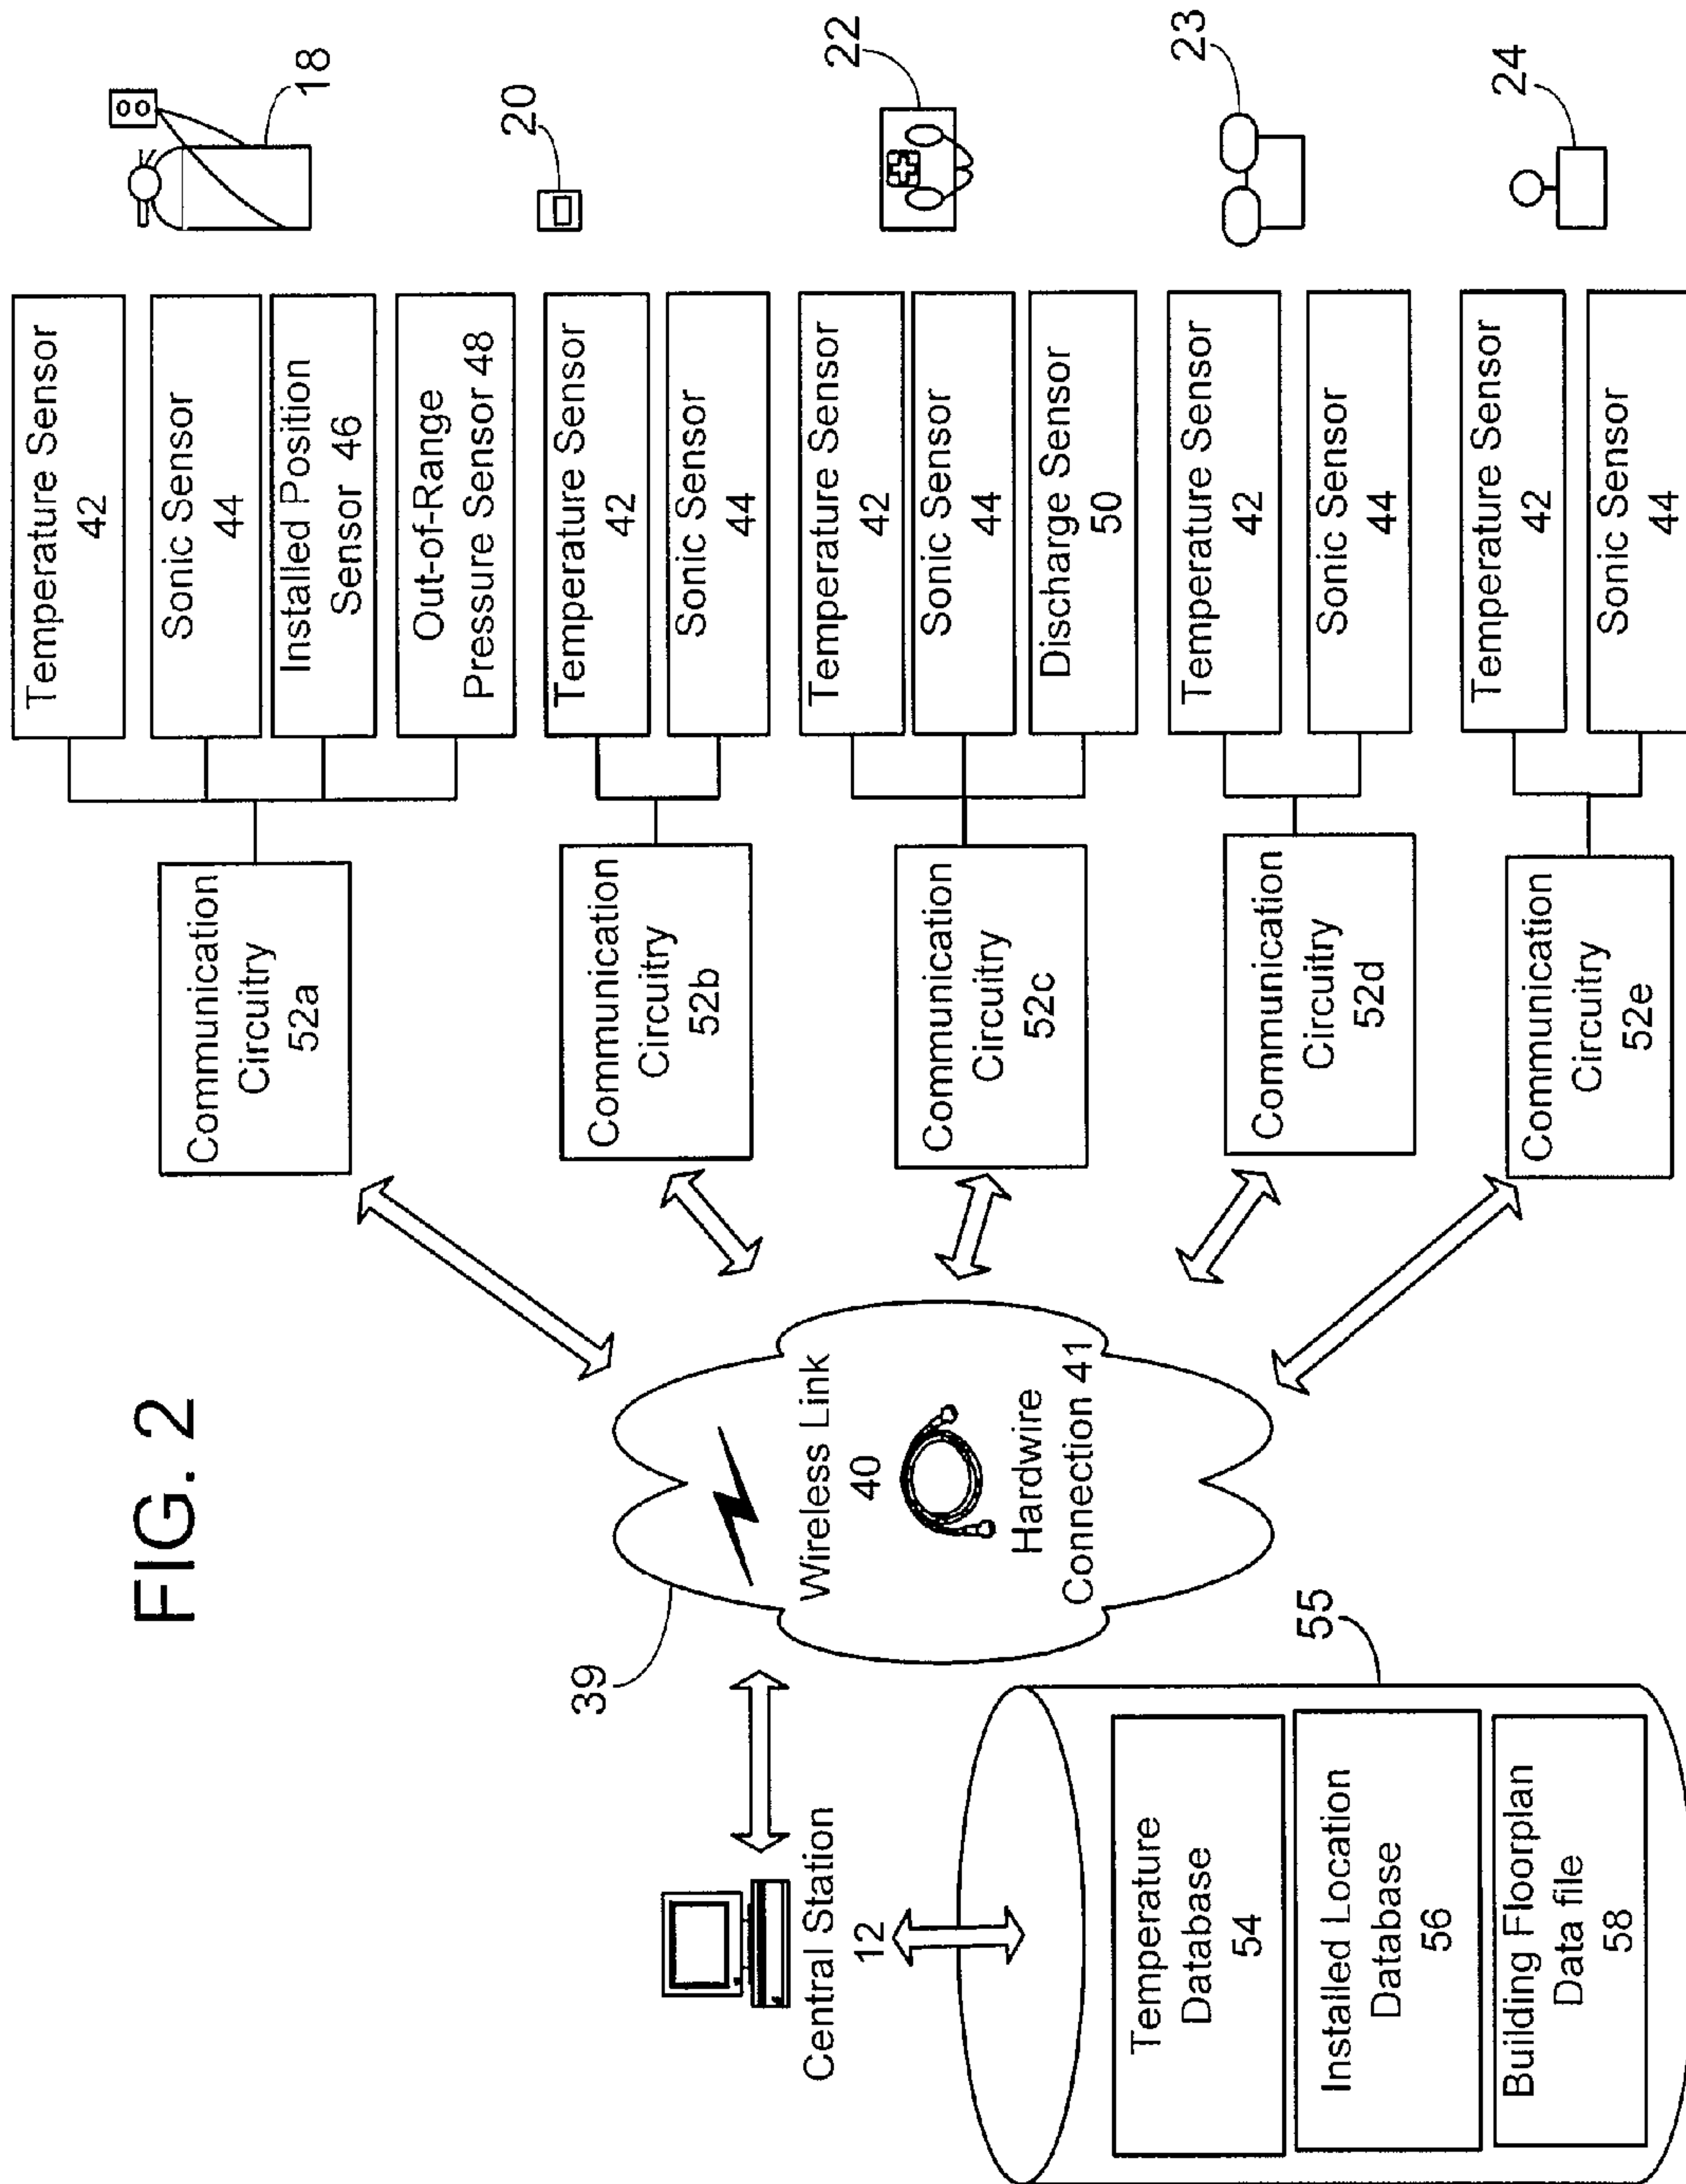 FIG. 2
Central Station
12
39
Wireless Link
40
Hardwire
Connection 41
55
Temperature
Database
54
Installed Location
Database
56
Building Floorplan
Data file
58
Communication
Circuitry
52a
Temperature Sensor
42
Sonic Sensor
44
Installed Position
Sensor 46
Out-of-Range
Pressure Sensor 48
18
Communication
Circuitry
52b
Temperature Sensor
42
Sonic Sensor
44
20
Communication
Circuitry
52c
Temperature Sensor
42
Sonic Sensor
44
Discharge Sensor
50
22
Communication
Circuitry
52d
Temperature Sensor
42
Sonic Sensor
44
23
Communication
Circuitry
52e
Temperature Sensor
42
Sonic Sensor
44
24